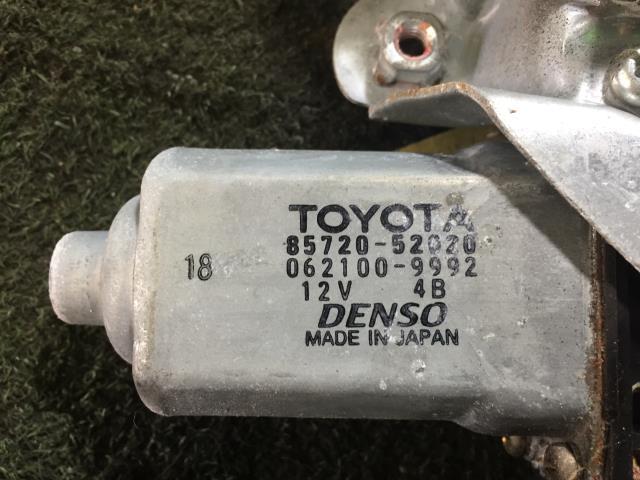 TOYOTA
85720-52020
18 062100-9992
12V 4B
DENSO
MADE IN JAPAN